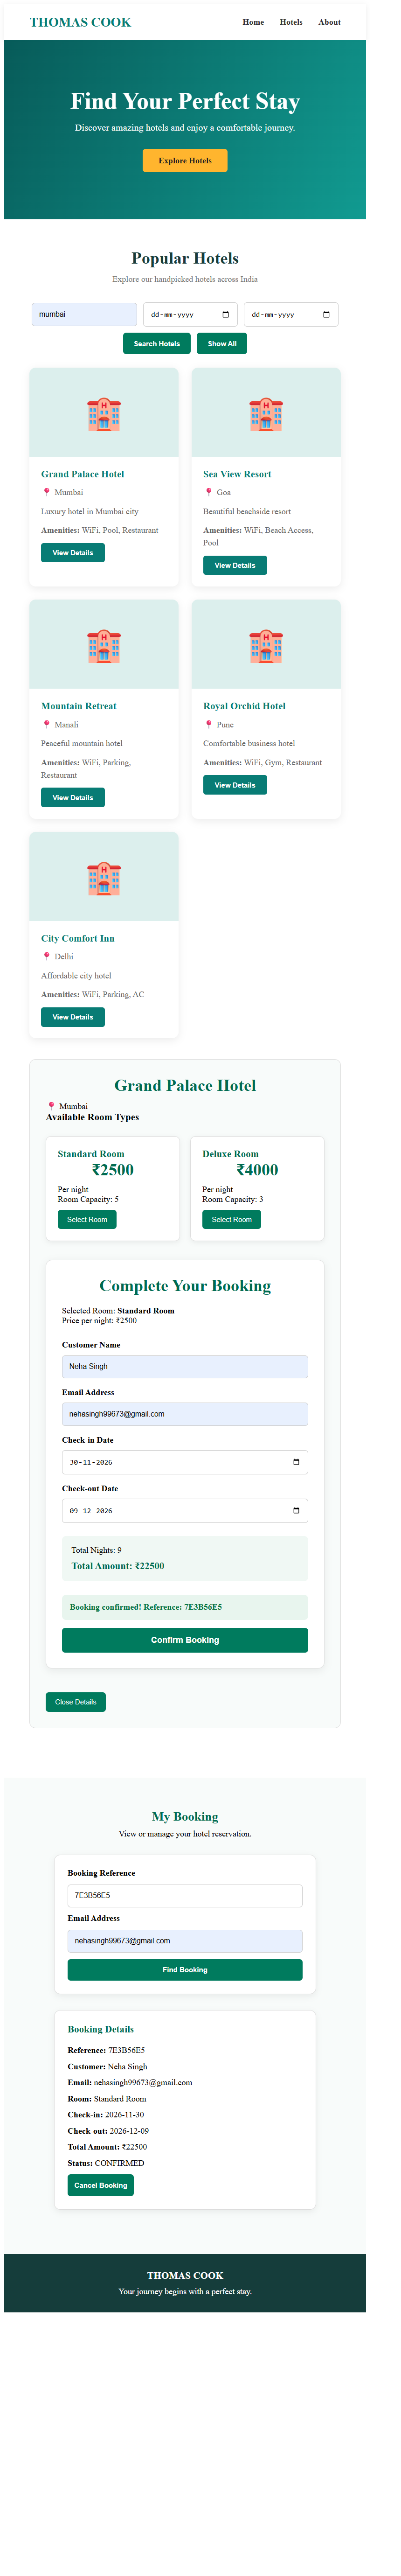 THOMAS COOK
Home Hotels About
Find Your Perfect Stay
Discover amazing hotels and enjoy a comfortable journey.
Explore Hotels
Popular Hotels
Explore our handpicked hotels across India
mumbai dd-mm-yyyy dd-mm-yyyy
Search Hotels Show All
H
Grand Palace Hotel
Mumbai
Luxury hotel in Mumbai city
Amenities: WiFi, Pool, Restaurant
View Details
H
Sea View Resort
Goa
Beautiful beachside resort
Amenities: WiFi, Beach Access,
Pool
View Details
H
Mountain Retreat
Manali
Peaceful mountain hotel
Amenities: WiFi, Parking,
Restaurant
View Details
H
Royal Orchid Hotel
Pune
Comfortable business hotel
Amenities: WiFi, Gym, Restaurant
View Details
H
City Comfort Inn
Delhi
Affordable city hotel
Amenities: WiFi, Parking, AC
View Details
Grand Palace Hotel
Mumbai
Available Room Types
Standard Room
₹2500
Per night
Room Capacity: 5
Select Room
Deluxe Room
₹4000
Per night
Room Capacity: 3
Select Room
Complete Your Booking
Selected Room: Standard Room
Price per night: ₹2500
Customer Name
Neha Singh
Email Address
nehasingh99673@gmail.com
Check-in Date
30-11-2026
Check-out Date
09-12-2026
Total Nights: 9
Total Amount: ₹22500
Booking confirmed! Reference: 7E3B56E5
Confirm Booking
Close Details
My Booking
View or manage your hotel reservation.
Booking Reference
7E3B56E5
Email Address
nehasingh99673@gmail.com
Find Booking
Booking Details
Reference: 7E3B56E5
Customer: Neha Singh
Email: nehasingh99673@gmail.com
Room: Standard Room
Check-in: 2026-11-30
Check-out: 2026-12-09
Total Amount: ₹22500
Status: CONFIRMED
Cancel Booking
THOMAS COOK
Your journey begins with a perfect stay.